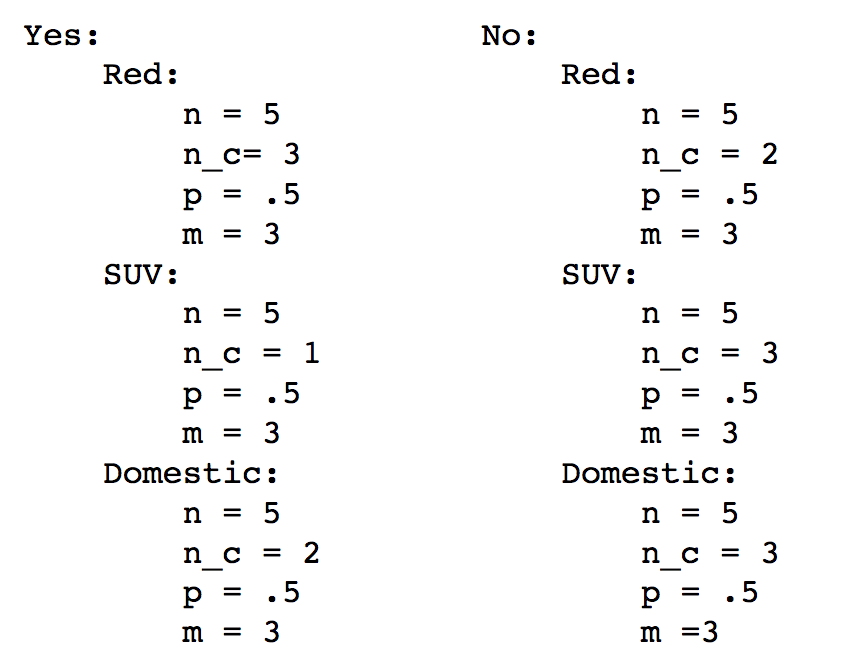 Yes:
Red:
n = 5
n_c= 3
p = .5
m = 3
SUV:
n = 5
n_c = 1
p = .5
m = 3
Domestic:
n = 5
n_c = 2
p = .5
m = 3
No:
Red:
n = 5
n_c = 2
p = .5
m = 3
SUV:
n = 5
n_c = 3
p = .5
m = 3
Domestic:
n = 5
n_c = 3
p = .5
m =3